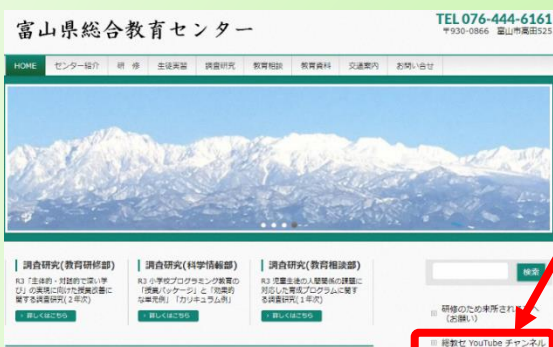 富山県総合教育センター
TEL 076-444-6161
〒930-0866 富山市高田525
HOME センター紹介 研 修 生徒実習 調査研究 教育相談 教育資料 交通案内 お問い合せ
調査研究(教育研修部)
R3「主体的・対話的で深い学
び」の実現に向けた授業改善に
関する調査研究(2年次)
詳しくはこちら
調査研究(科学情報部)
R3 小学校プログラミング教育の
「授業パッケージ」と「効果的
な単元例」「カリキュラム例」
詳しくはこちら
調査研究(教育相談部)
R3 児童生徒の人間関係の課題に
対応した育成プログラムに関す
る調査研究(1年次)
詳しくはこちら
検索
研修のため来所され
へ
(お願い)
総教セ YouTube チャンネル